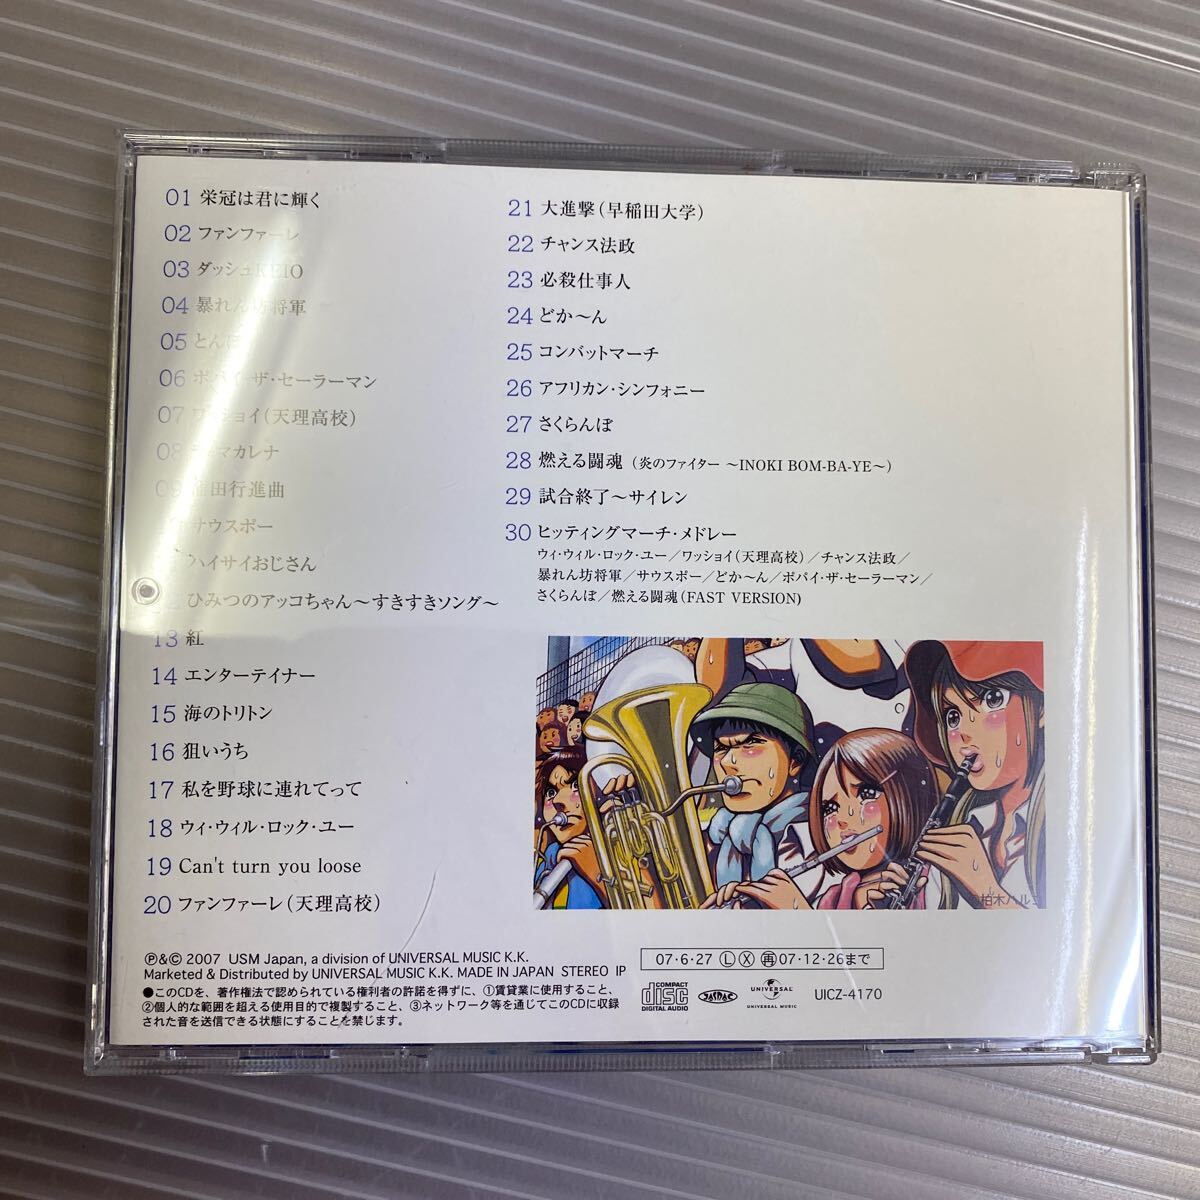 01 栄冠は君に輝く
02 ファンファーレ
03 ダッシュKEIO
04 暴れん坊将軍
05 とんぼ
06 ポパイ・ザ・セーラーマン
07 ワッショイ(天理高校)
08 マカレナ
09 稲田行進曲
サウスポー
ハイサイおじさん
ひみつのアッコちゃん〜すきすきソング〜
13 紅
14 エンターテイナー
15 海のトリトン
16 狙いうち
17 私を野球に連れてって
18 ウィ・ウィル・ロック・ユー
19 Can't turn you loose
20 ファンファーレ(天理高校)
21 大進撃(早稲田大学)
22 チャンス法政
23 必殺仕事人
24 どか〜ん
25 コンバットマーチ
26 アフリカン・シンフォニー
27 さくらんぼ
28 燃える闘魂 (炎のファイター 〜INOKI BOM-BA-YE〜)
29 試合終了〜サイレン
30 ヒッティングマーチ・メドレー
ウィ・ウィル・ロック・ユー/ワッショイ(天理高校)/チャンス法政/
暴れん坊将軍/サウスポー/どか〜ん/ポパイ・ザ・セーラーマン/
さくらんぼ/燃える闘魂(FAST VERSION)
©柏木ハルコ
℗&© 2007 USM Japan, a division of UNIVERSAL MUSIC K.K.
Marketed & Distributed by UNIVERSAL MUSIC K.K. MADE IN JAPAN STEREO IP
●このCDを、著作権法で認められている権利者の許諾を得ずに、①賃貸業に使用すること、
②個人的な範囲を超える使用目的で複製すること、③ネットワーク等を通じてこのCDに収録
された音を送信できる状態にすることを禁じます。
07・6・27 Ⓛ Ⓧ 再 07・12・26まで
COMPACT
disc
DIGITAL AUDIO
JASRAC
UNIVERSAL
UNIVERSAL MUSIC
UICZ-4170